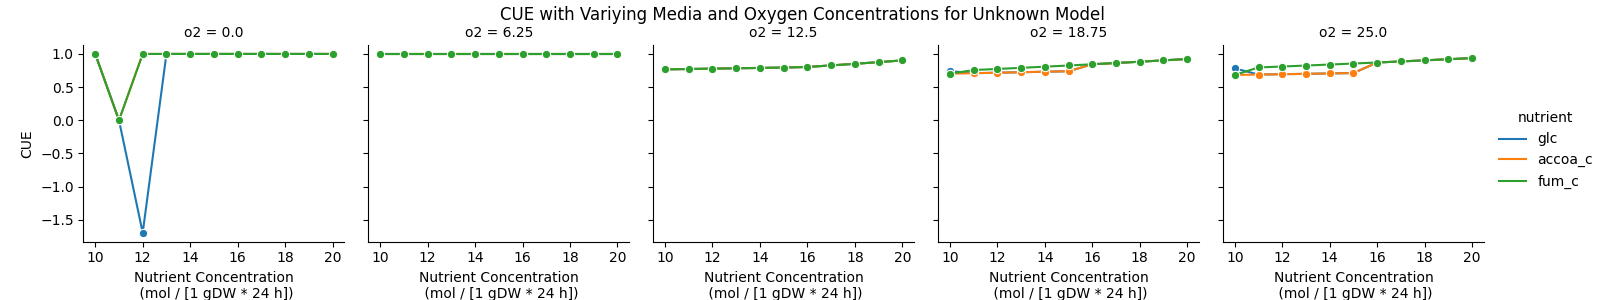 CUE with Variying Media and Oxygen Concentrations for Unknown Model
o2 = 0.0
o2 = 6.25
o2 = 12.5
o2 = 18.75
o2 = 25.0
CUE
1.0
0.5
0.0
−0.5
−1.0
−1.5
10 12 14 16 18 20
10 12 14 16 18 20
10 12 14 16 18 20
10 12 14 16 18 20
10 12 14 16 18 20
Nutrient Concentration
(mol / [1 gDW * 24 h])
Nutrient Concentration
(mol / [1 gDW * 24 h])
Nutrient Concentration
(mol / [1 gDW * 24 h])
Nutrient Concentration
(mol / [1 gDW * 24 h])
Nutrient Concentration
(mol / [1 gDW * 24 h])
nutrient
glc
accoa_c
fum_c